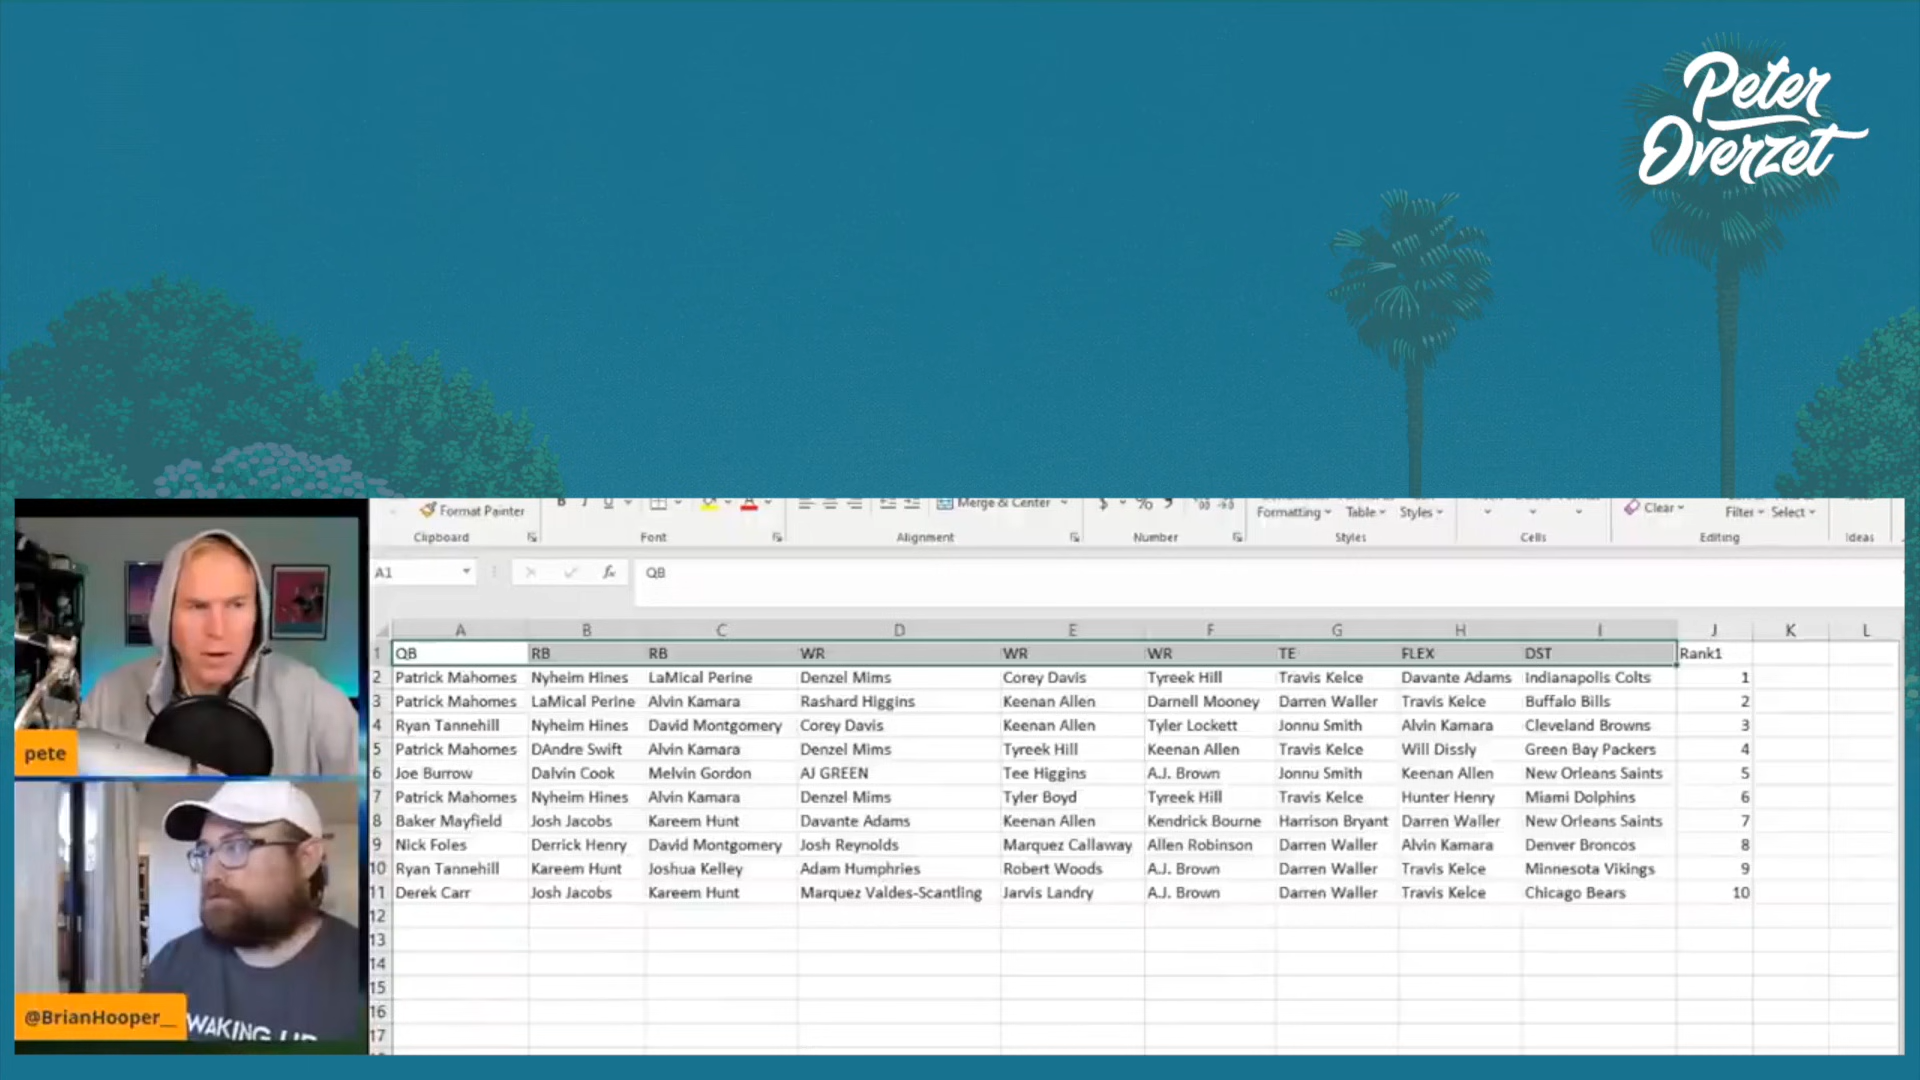 Peter
Overzet
Format Painter
Merge & Center
$ % 9
Formatting Table Styles
Clear
Filter Select
Clipboard Font Alignment Number Styles Cells Editing Ideas
A1 fx QB
A B C D E F G H I J K L
1 QB RB RB WR WR WR TE FLEX DST Rank1
2 Patrick Mahomes Nyheim Hines LaMical Perine Denzel Mims Corey Davis Tyreek Hill Travis Kelce Davante Adams Indianapolis Colts 1
3 Patrick Mahomes LaMical Perine Alvin Kamara Rashard Higgins Keenan Allen Darnell Mooney Darren Waller Travis Kelce Buffalo Bills 2
4 Ryan Tannehill Nyheim Hines David Montgomery Corey Davis Keenan Allen Tyler Lockett Jonnu Smith Alvin Kamara Cleveland Browns 3
5 Patrick Mahomes DAndre Swift Alvin Kamara Denzel Mims Tyreek Hill Keenan Allen Travis Kelce Will Dissly Green Bay Packers 4
6 Joe Burrow Dalvin Cook Melvin Gordon AJ GREEN Tee Higgins A.J. Brown Jonnu Smith Keenan Allen New Orleans Saints 5
7 Patrick Mahomes Nyheim Hines Alvin Kamara Denzel Mims Tyler Boyd Tyreek Hill Travis Kelce Hunter Henry Miami Dolphins 6
8 Baker Mayfield Josh Jacobs Kareem Hunt Davante Adams Keenan Allen Kendrick Bourne Harrison Bryant Darren Waller New Orleans Saints 7
9 Nick Foles Derrick Henry David Montgomery Josh Reynolds Marquez Callaway Allen Robinson Darren Waller Alvin Kamara Denver Broncos 8
10 Ryan Tannehill Kareem Hunt Joshua Kelley Adam Humphries Robert Woods A.J. Brown Darren Waller Travis Kelce Minnesota Vikings 9
11 Derek Carr Josh Jacobs Kareem Hunt Marquez Valdes-Scantling Jarvis Landry A.J. Brown Darren Waller Travis Kelce Chicago Bears 10
12
13
14
15
16
17
pete
@BrianHooper__
WAKING UP